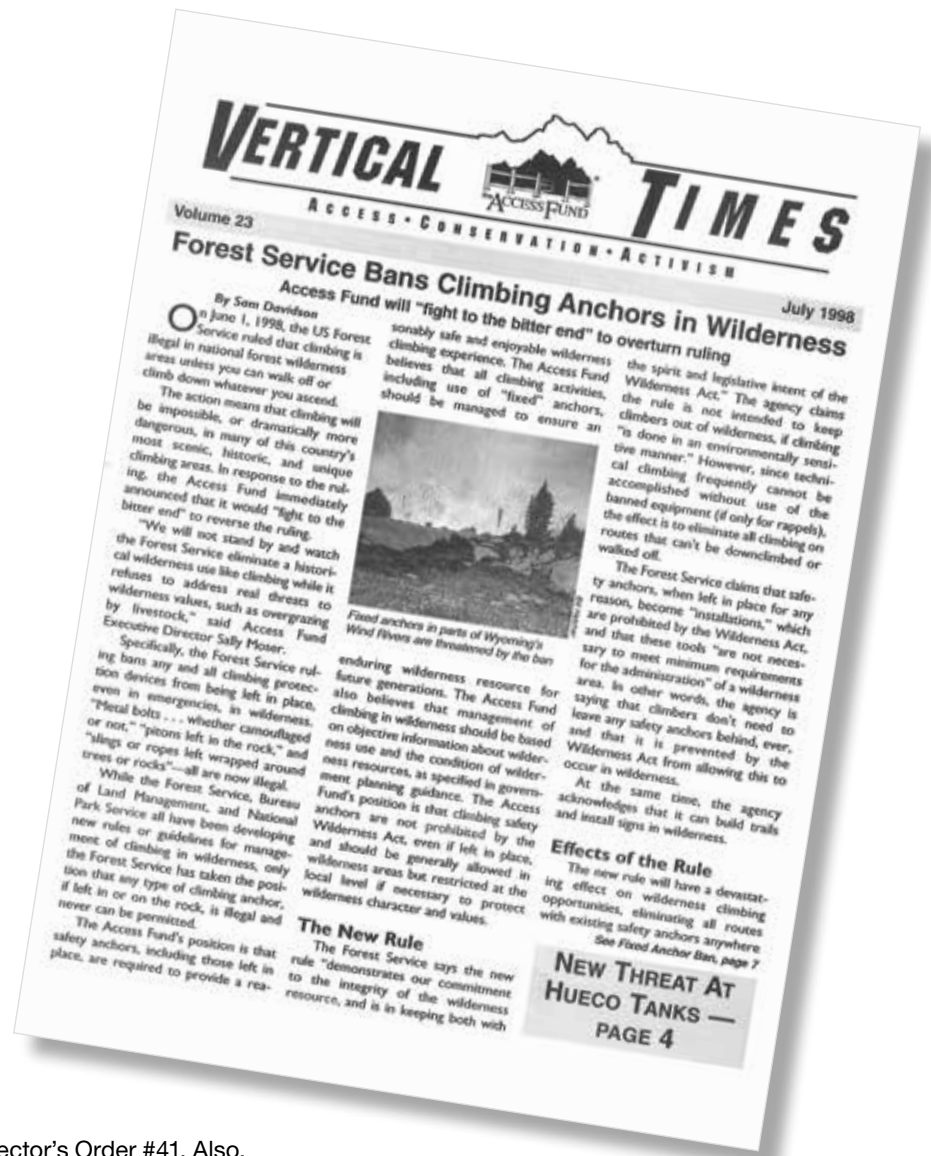 VERTICAL TIMES
ACCESS FUND
ACCESS • CONSERVATION • ACTIVISM
Volume 23
July 1998
Forest Service Bans Climbing Anchors in Wilderness
Access Fund will "fight to the bitter end" to overturn ruling
By Sam Davidson
On June 1, 1998, the US Forest
Service ruled that climbing is
illegal in national forest wilderness
areas unless you can walk off or
climb down whatever you ascend.
The action means that climbing will
be impossible, or dramatically more
dangerous, in many of this country's
most scenic, historic, and unique
climbing areas. In response to the rul-
ing, the Access Fund immediately
announced that it would "fight to the
bitter end" to reverse the ruling.
"We will not stand by and watch
the Forest Service eliminate a histori-
cal wilderness use like climbing while it
refuses to address real threats to
wilderness values, such as overgrazing
by livestock," said Access Fund
Executive Director Sally Moser.
Specifically, the Forest Service rul-
ing bans any and all climbing protec-
tion devices from being left in place,
even in emergencies, in wilderness.
"Metal bolts . . . whether camouflaged
or not," "pitons left in the rock," and
"slings or ropes left wrapped around
trees or rocks"—all are now illegal.
While the Forest Service, Bureau
of Land Management, and National
Park Service all have been developing
new rules or guidelines for manage-
ment of climbing in wilderness, only
the Forest Service has taken the posi-
tion that any type of climbing anchor,
if left in or on the rock, is illegal and
never can be permitted.
The Access Fund's position is that
safety anchors, including those left in
place, are required to provide a rea-
sonably safe and enjoyable wilderness
climbing experience. The Access Fund
believes that all climbing activities,
including use of "fixed" anchors,
should be managed to ensure an
Fixed anchors in parts of Wyoming's
Wind Rivers are threatened by the ban
enduring wilderness resource for
future generations. The Access Fund
also believes that management of
climbing in wilderness should be based
on objective information about wilder-
ness use and the condition of wilder-
ness resources, as specified in govern-
ment planning guidance. The Access
Fund's position is that climbing safety
anchors are not prohibited by the
Wilderness Act, even if left in place,
and should be generally allowed in
wilderness areas but restricted at the
local level if necessary to protect
wilderness character and values.
The New Rule
The Forest Service says the new
rule "demonstrates our commitment
to the integrity of the wilderness
resource, and is in keeping both with
the spirit and legislative intent of the
Wilderness Act." The agency claims
the rule is not intended to keep
climbers out of wilderness, if climbing
"is done in an environmentally sensi-
tive manner." However, since techni-
cal climbing frequently cannot be
accomplished without use of the
banned equipment (if only for rappels),
the effect is to eliminate all climbing on
routes that can't be downclimbed or
walked off.
The Forest Service claims that safe-
ty anchors, when left in place for any
reason, become "installations," which
are prohibited by the Wilderness Act,
and that these tools "are not neces-
sary to meet minimum requirements
for the administration" of a wilderness
area. In other words, the agency is
saying that climbers don't need to
leave any safety anchors behind, ever,
and that it is prevented by the
Wilderness Act from allowing this to
occur in wilderness.
At the same time, the agency
acknowledges that it can build trails
and install signs in wilderness.
Effects of the Rule
The new rule will have a devastat-
ing effect on wilderness climbing
opportunities, eliminating all routes
with existing safety anchors anywhere
See Fixed Anchor Ban, page 7
NEW THREAT AT
HUECO TANKS —
PAGE 4
ector's Order #41. Also,